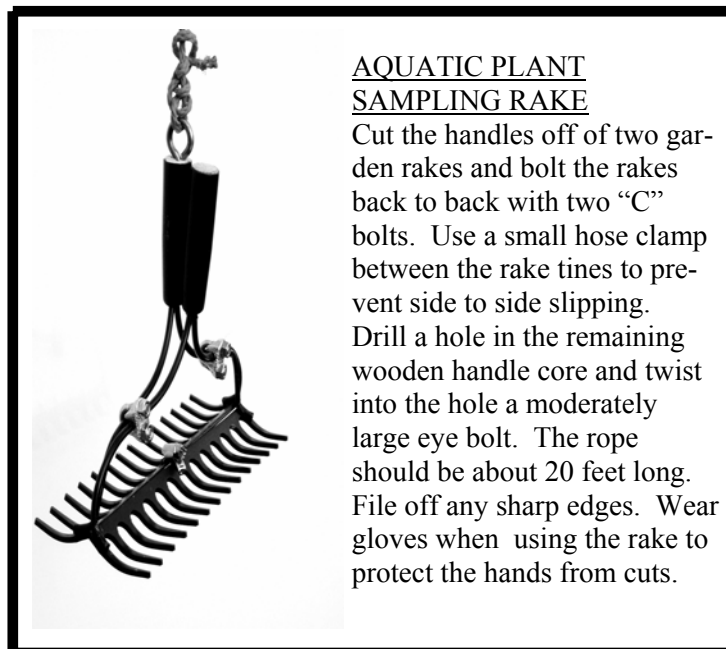 AQUATIC PLANT
SAMPLING RAKE
Cut the handles off of two gar-
den rakes and bolt the rakes
back to back with two “C”
bolts.  Use a small hose clamp
between the rake tines to pre-
vent side to side slipping.
Drill a hole in the remaining
wooden handle core and twist
into the hole a moderately
large eye bolt.  The rope
should be about 20 feet long.
File off any sharp edges.  Wear
gloves when  using the rake to
protect the hands from cuts.